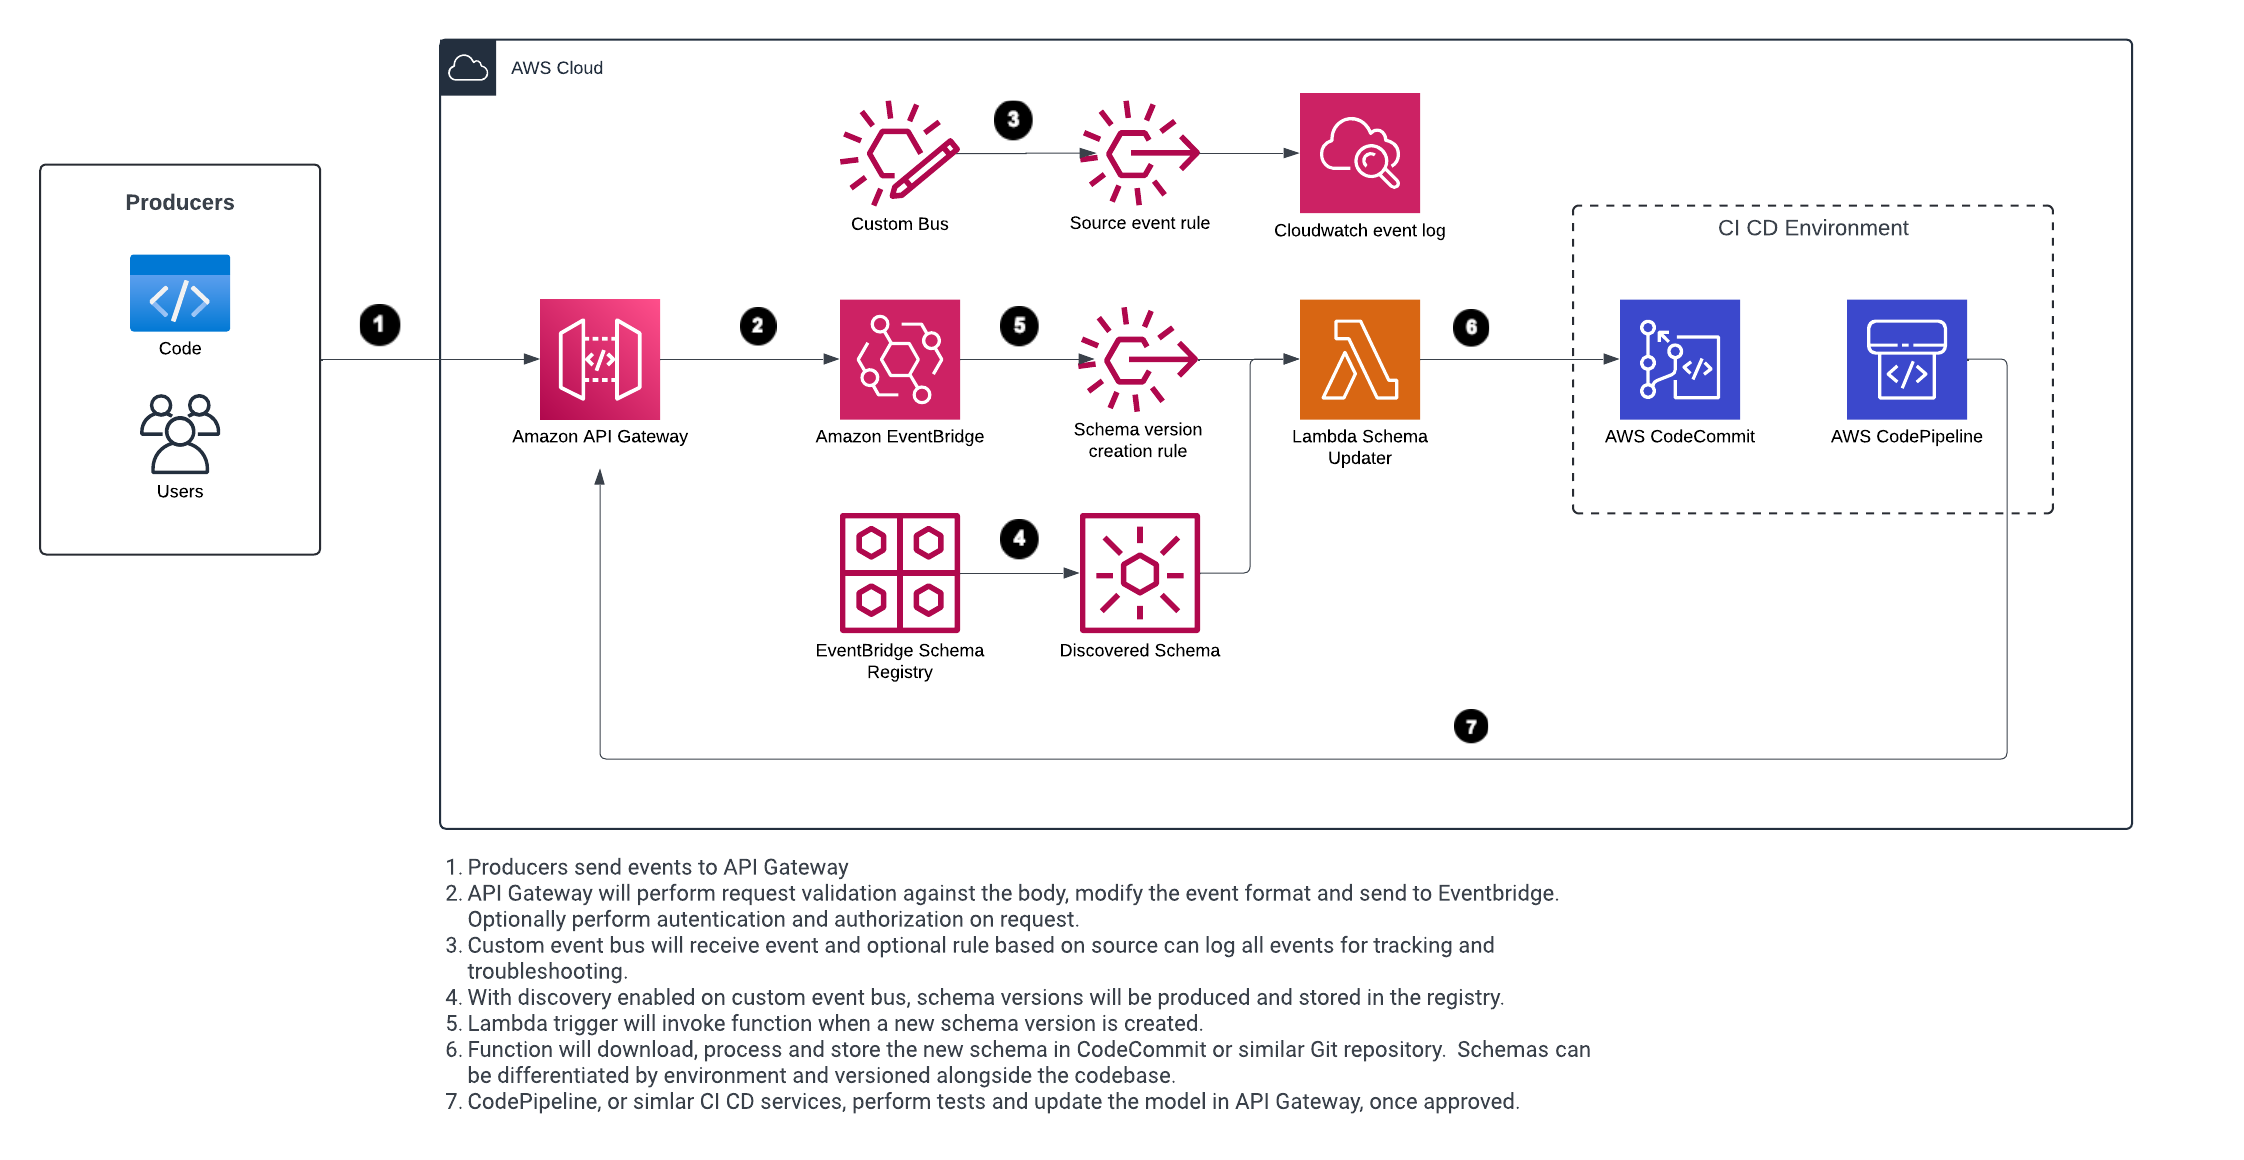 AWS Cloud
3
Custom Bus
Source event rule
Cloudwatch event log
Producers
Code
Users
CI CD Environment
1
2
5
6
Amazon API Gateway
Amazon EventBridge
Schema version
creation rule
Lambda Schema
Updater
AWS CodeCommit
AWS CodePipeline
4
EventBridge Schema
Registry
Discovered Schema
7
1. Producers send events to API Gateway
2. API Gateway will perform request validation against the body, modify the event format and send to Eventbridge.
Optionally perform autentication and authorization on request.
3. Custom event bus will receive event and optional rule based on source can log all events for tracking and
troubleshooting.
4. With discovery enabled on custom event bus, schema versions will be produced and stored in the registry.
5. Lambda trigger will invoke function when a new schema version is created.
6. Function will download, process and store the new schema in CodeCommit or similar Git repository.  Schemas can
be differentiated by environment and versioned alongside the codebase.
7. CodePipeline, or simlar CI CD services, perform tests and update the model in API Gateway, once approved.